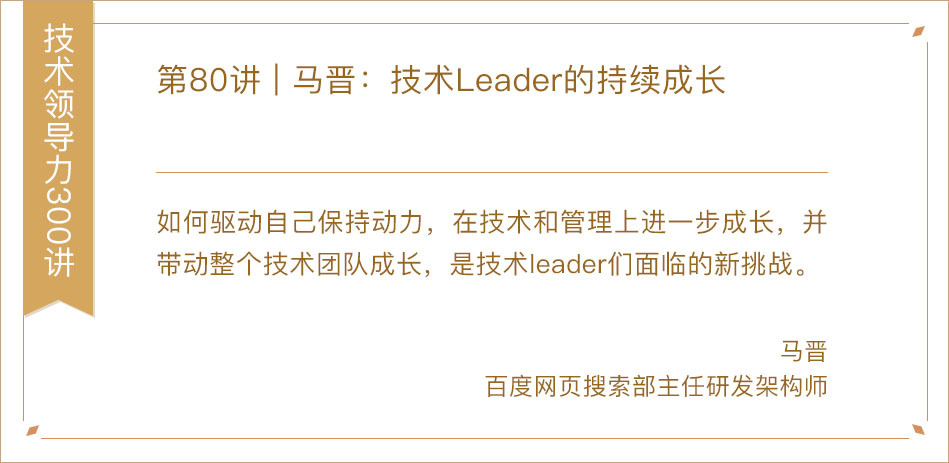 技术领导力300讲
第80讲 | 马晋：技术Leader的持续成长
如何驱动自己保持动力，在技术和管理上进一步成长，并
带动整个技术团队成长，是技术leader们面临的新挑战。
马晋
百度网页搜索部主任研发架构师